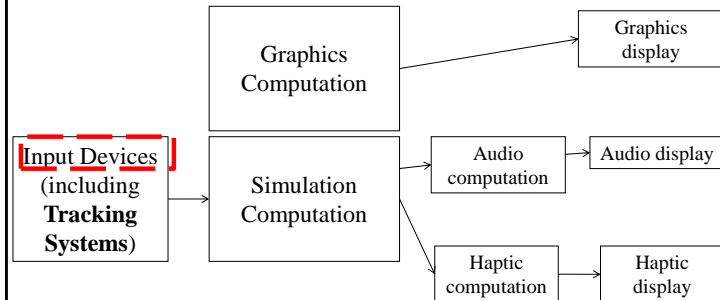 Graphics
Computation
Graphics
display
Input Devices
(including
Tracking
Systems)
Simulation
Computation
Audio
computation
Audio display
Haptic
computation
Haptic
display